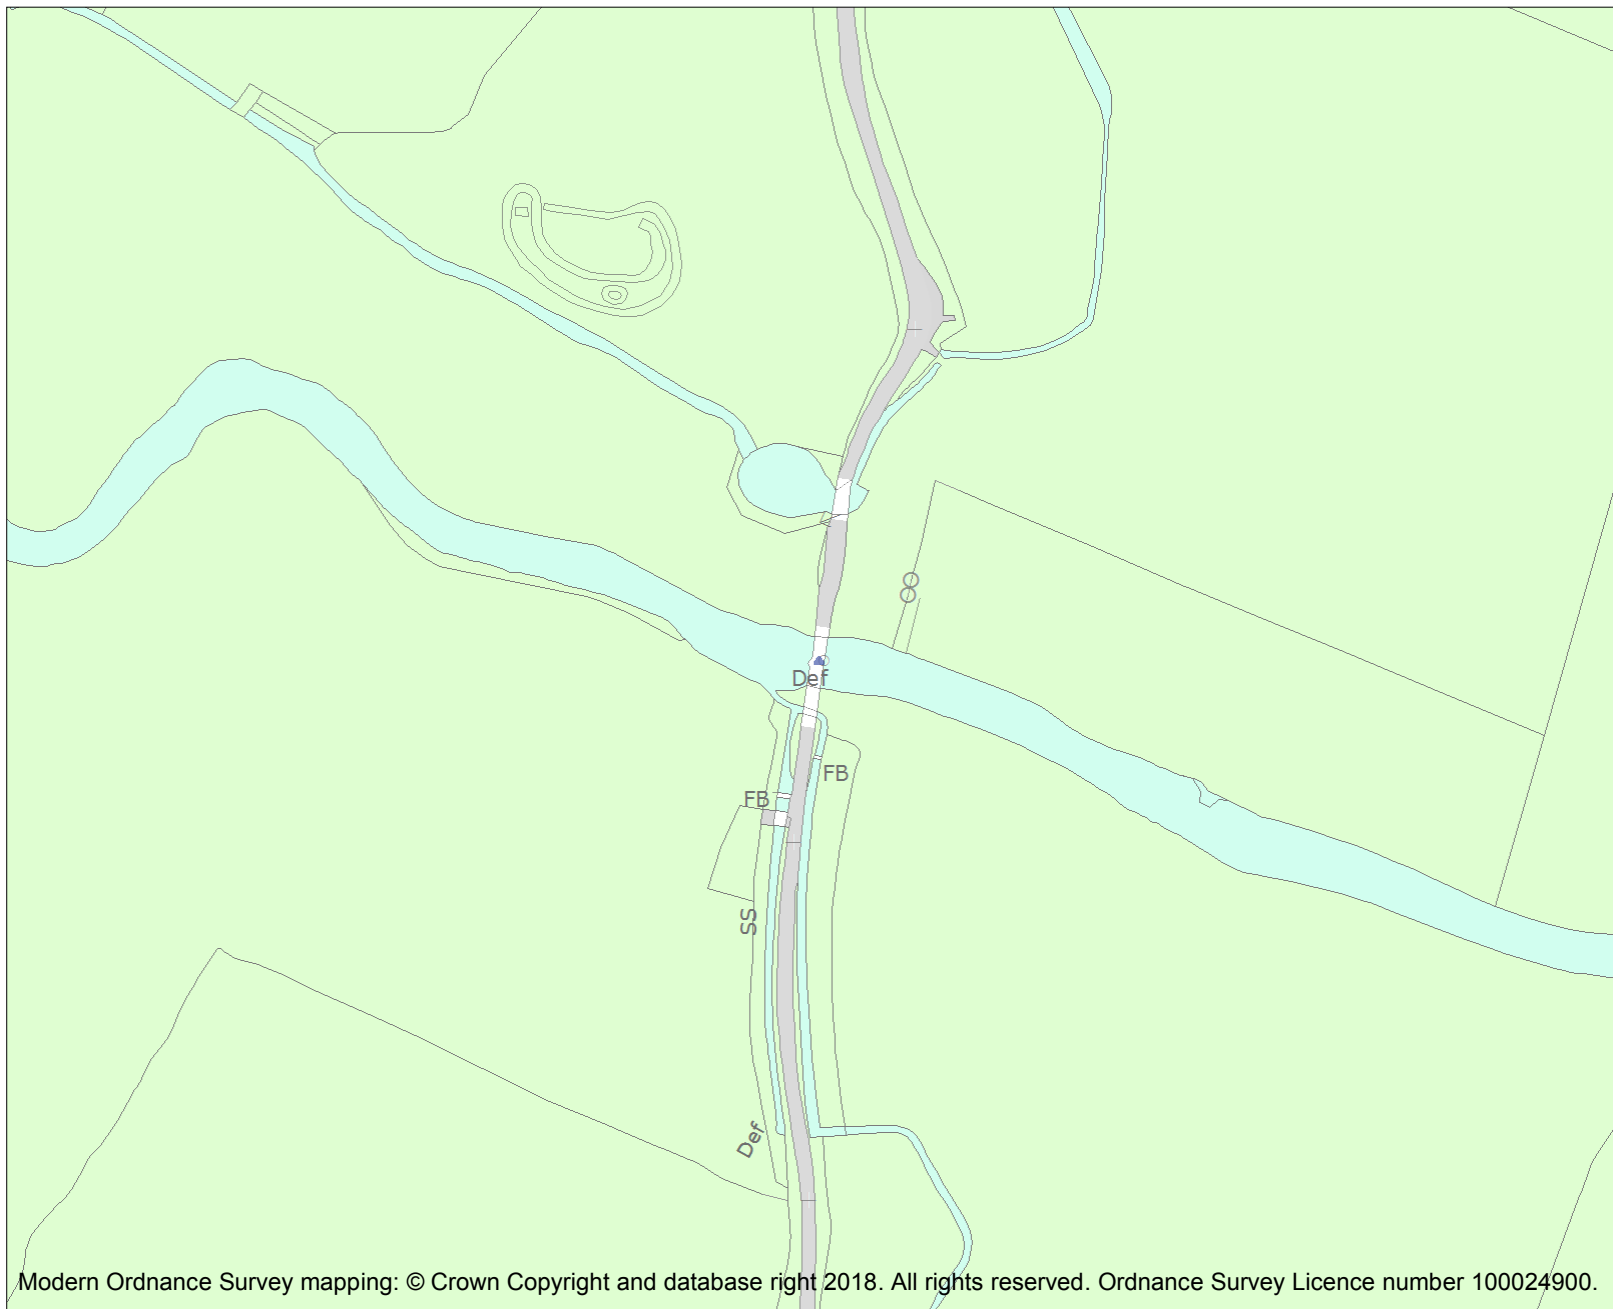 Def
FB
FB
SS
Def
Modern Ordnance Survey mapping: © Crown Copyright and database right 2018. All rights reserved. Ordnance Survey Licence number 100024900.